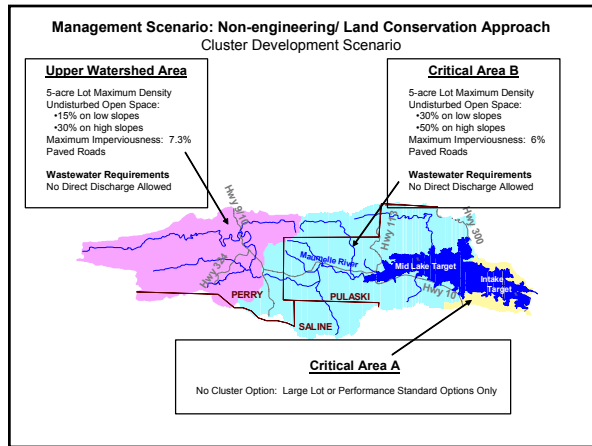 Management Scenario: Non-engineering/ Land Conservation Approach
Cluster Development Scenario
Upper Watershed Area
5-acre Lot Maximum Density
Undisturbed Open Space:
•15% on low slopes
•30% on high slopes
Maximum Imperviousness: 7.3%
Paved Roads
Wastewater Requirements
No Direct Discharge Allowed
Critical Area B
5-acre Lot Maximum Density
Undisturbed Open Space:
•30% on low slopes
•50% on high slopes
Maximum Imperviousness: 6%
Paved Roads
Wastewater Requirements
No Direct Discharge Allowed
Hwy 9/10
Hwy 113
Hwy 300
Hwy 324
Maumelle River
Mid Lake Target
Intake
Target
Hwy 10
PERRY
PULASKI
SALINE
Critical Area A
No Cluster Option: Large Lot or Performance Standard Options Only